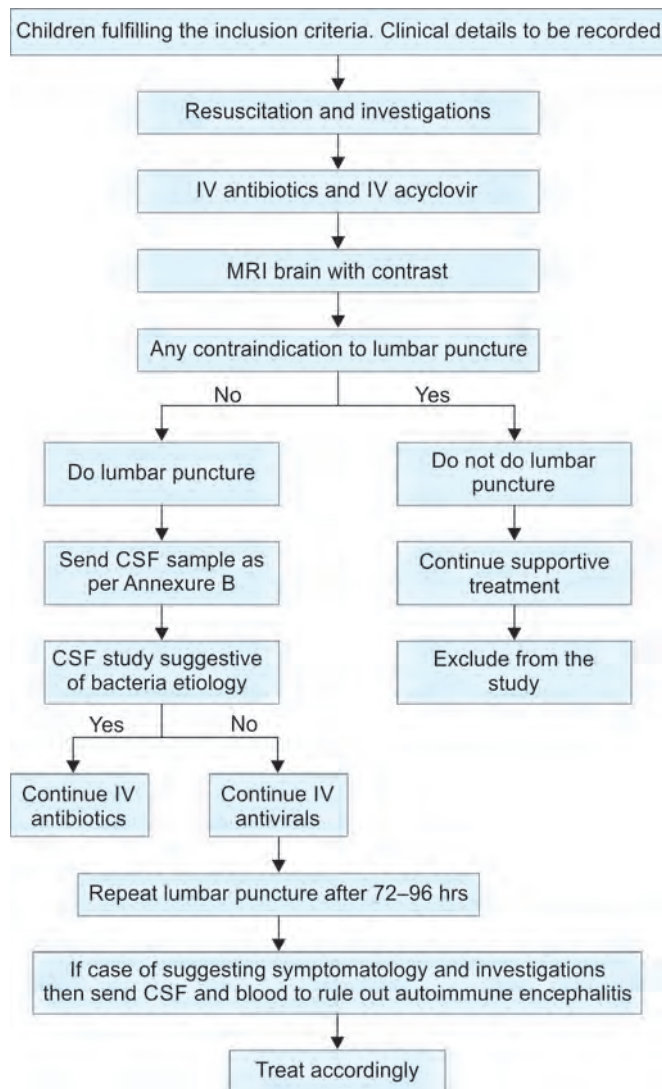 Children fulfilling the inclusion criteria. Clinical details to be recorded
Resuscitation and investigations
IV antibiotics and IV acyclovir
MRI brain with contrast
Any contraindication to lumbar puncture
No
Yes
Do lumbar puncture
Do not do lumbar
puncture
Send CSF sample as
per Annexure B
Continue supportive
treatment
CSF study suggestive
of bacteria etiology
Exclude from the
study
Yes
No
Continue IV
antibiotics
Continue IV
antivirals
Repeat lumbar puncture after 72–96 hrs
If case of suggesting symptomatology and investigations
then send CSF and blood to rule out autoimmune encephalitis
Treat accordingly